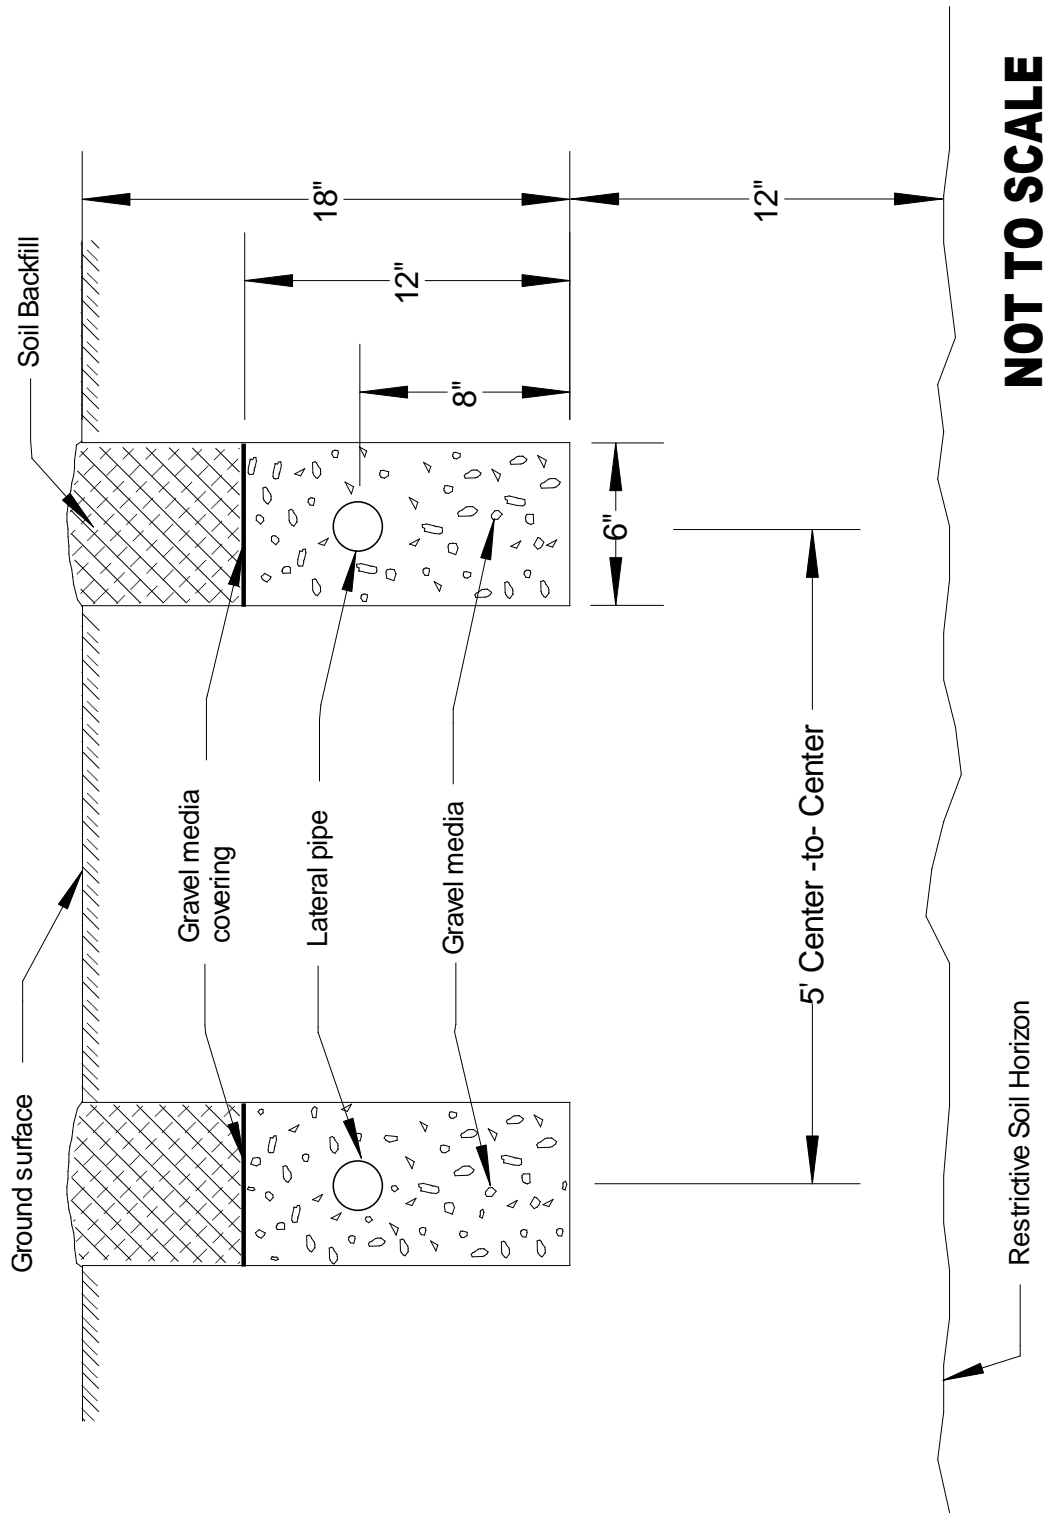 Ground surface
Soil Backfill
Gravel media
covering
Lateral pipe
Gravel media
18"
12"
8"
6"
12"
5' Center -to- Center
Restrictive Soil Horizon
NOT TO SCALE